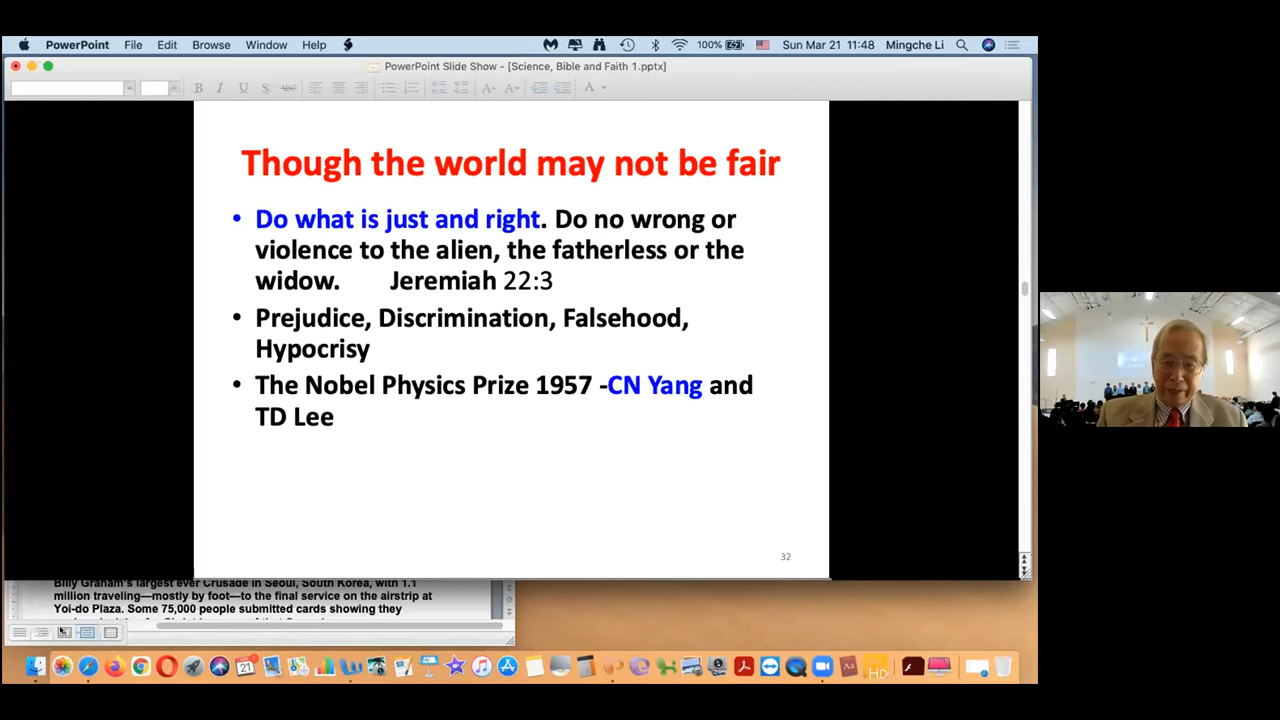 PowerPoint File Edit Browse Window Help 100% Sun Mar 21 11:48 Mingche Li
PowerPoint Slide Show - [Science, Bible and Faith 1.pptx]
B I U S ABC A A A
Though the world may not be fair
• Do what is just and right. Do no wrong or
violence to the alien, the fatherless or the
widow. Jeremiah 22:3
• Prejudice, Discrimination, Falsehood,
Hypocrisy
• The Nobel Physics Prize 1957 -CN Yang and
TD Lee
32
Billy Graham's largest ever Crusade in Seoul, South Korea, with 1.1
million traveling—mostly by foot—to the final service on the airstrip at
Yoi-do Plaza. Some 75,000 people submitted cards showing they
21
Aa
HD